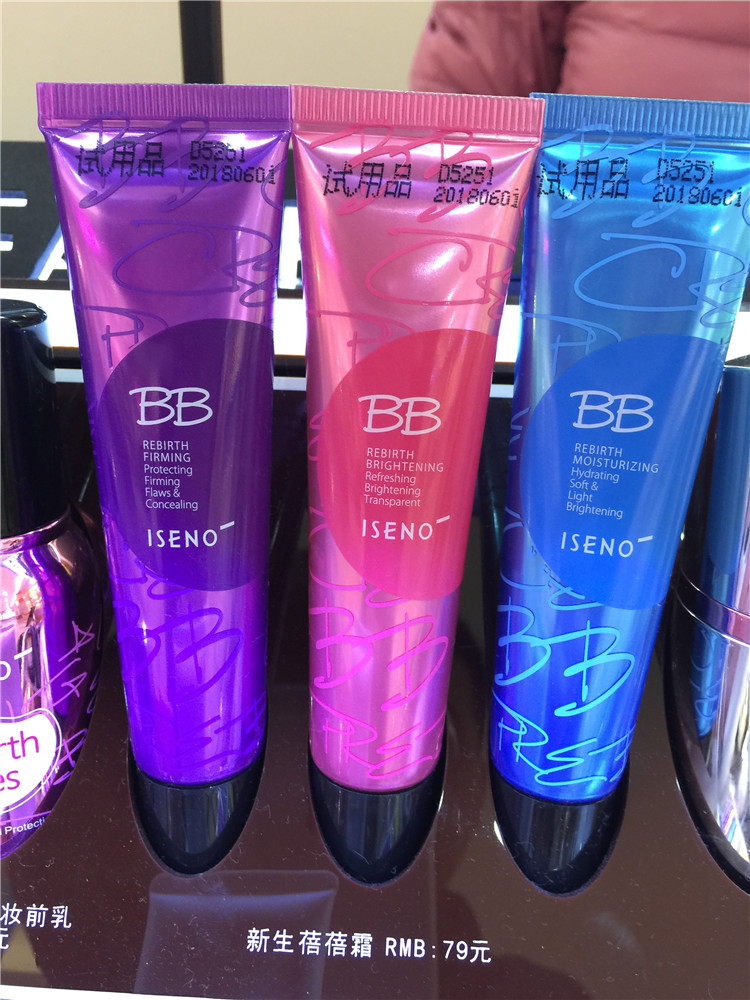 试用品 D5251
20180601
BB
REBIRTH
FIRMING
Protecting
Firming
Flaws &
Concealing
ISENO
试用品 D5251
20180601
BB
REBIRTH
BRIGHTENING
Refreshing
Brightening
Transparent
ISENO
试用品 D5251
20180601
BB
REBIRTH
MOISTURIZING
Hydrating
Soft &
Light
Brightening
ISENO
妆前乳
元
新生蓓蓓霜 RMB:79元